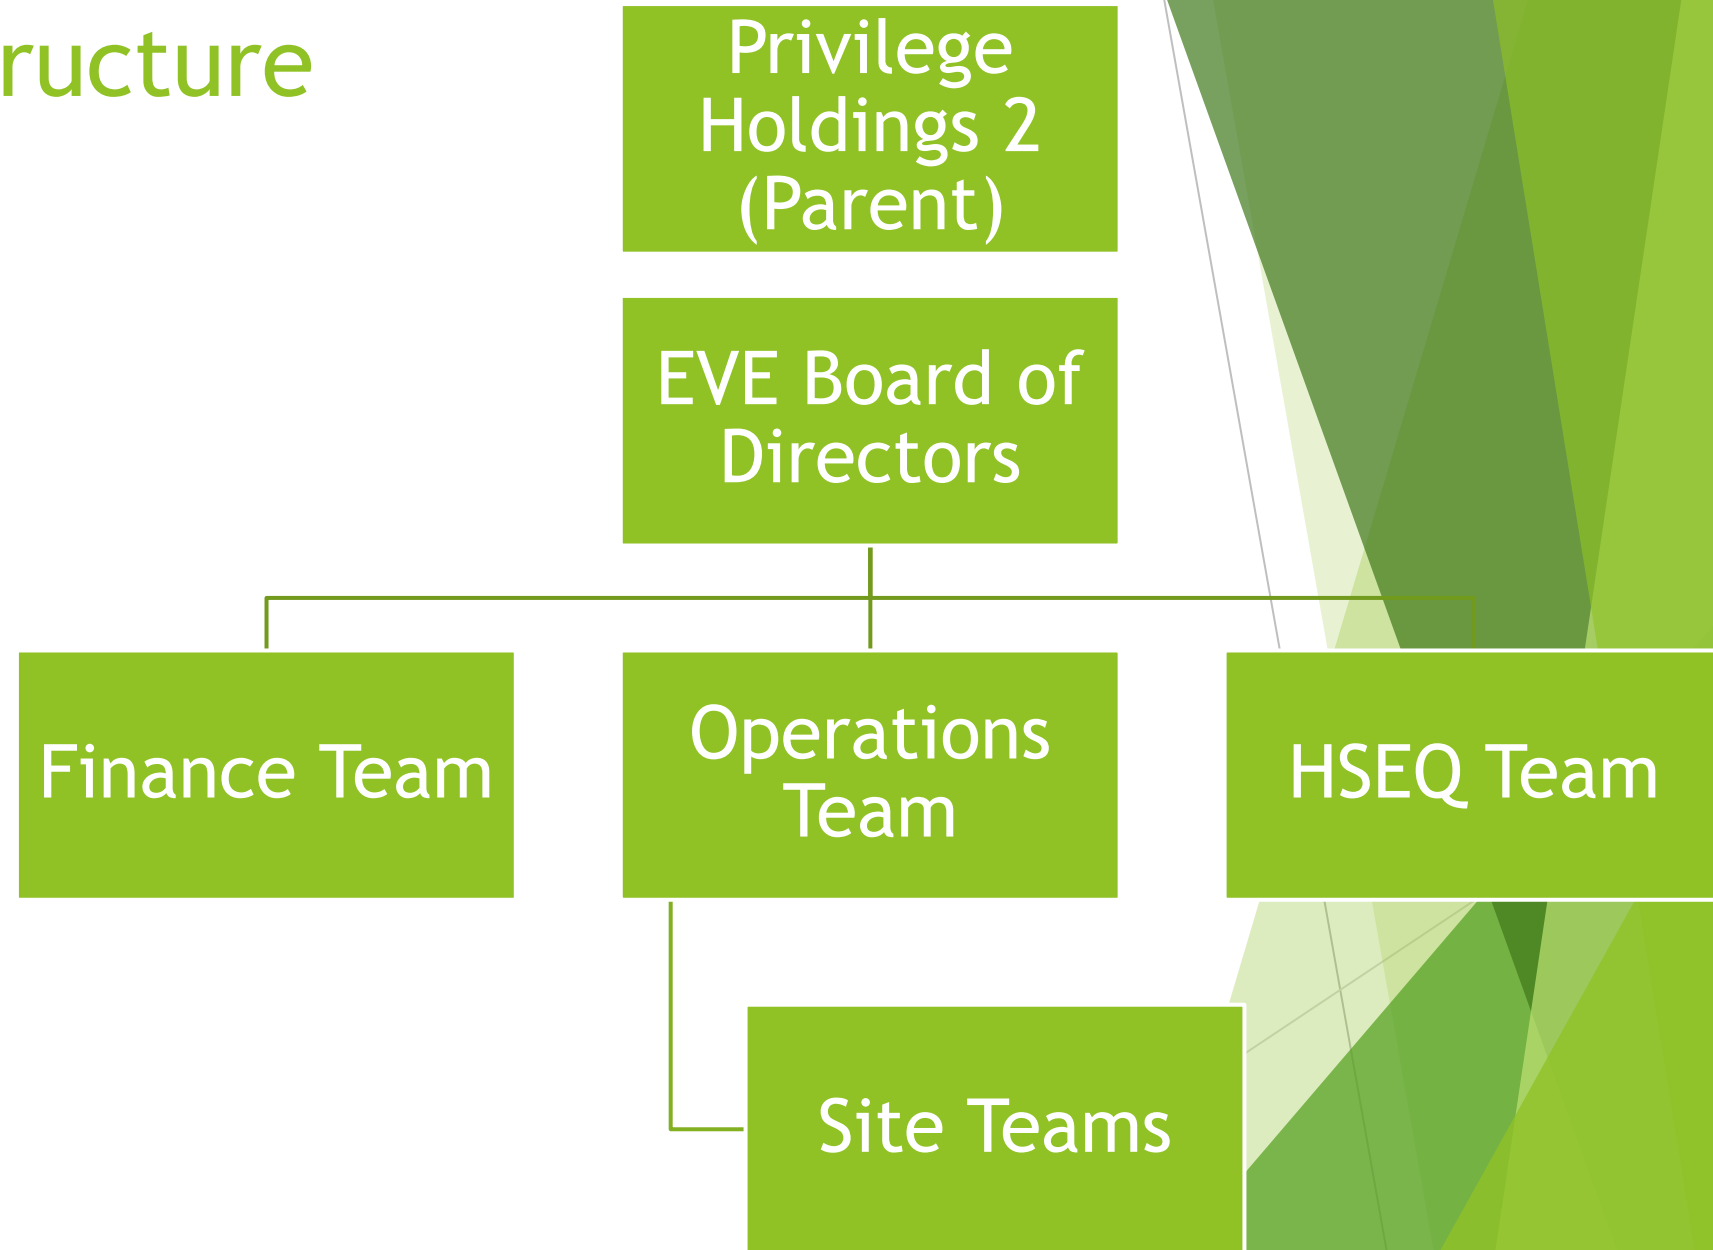 ructure
Privilege
Holdings 2
(Parent)
EVE Board of
Directors
Finance Team
Operations
Team
HSEQ Team
Site Teams